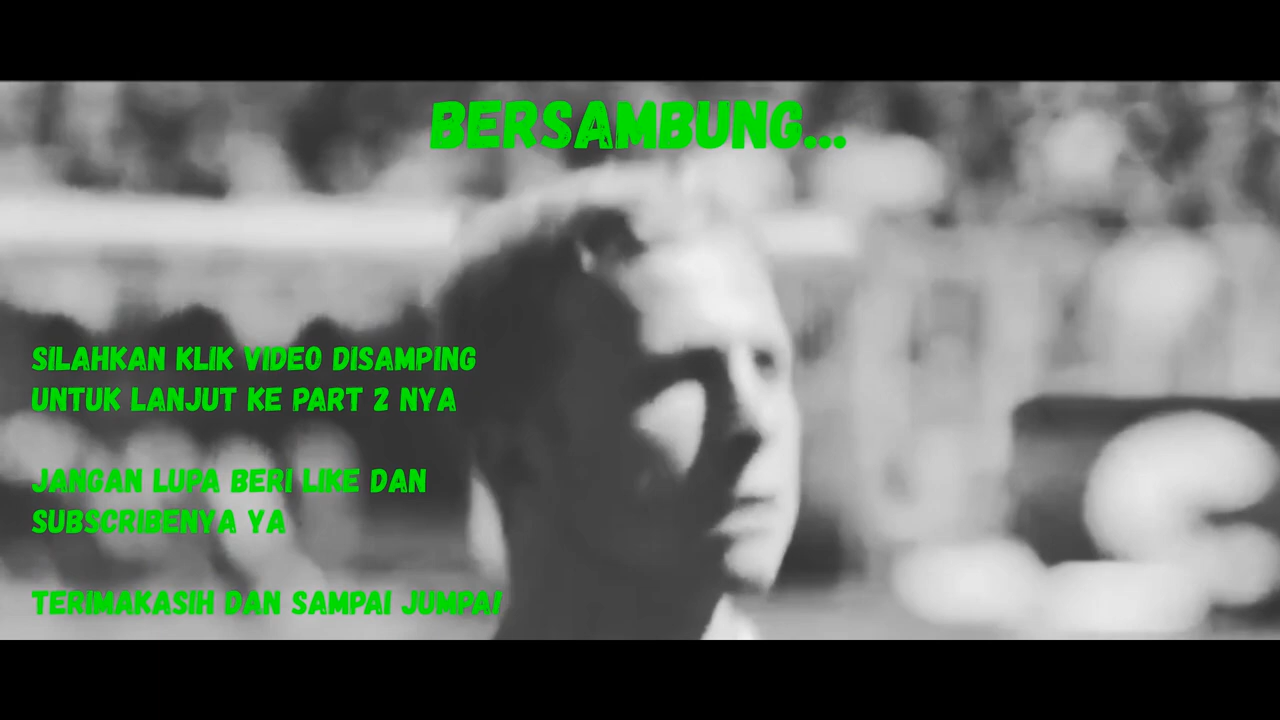 BERSAMBUNG...
SILAHKAN KLIK VIDEO DISAMPING
UNTUK LANJUT KE PART 2 NYA
JANGAN LUPA BERI LIKE DAN
SUBSCRIBENYA YA
TERIMAKASIH DAN SAMPAI JUMPA!